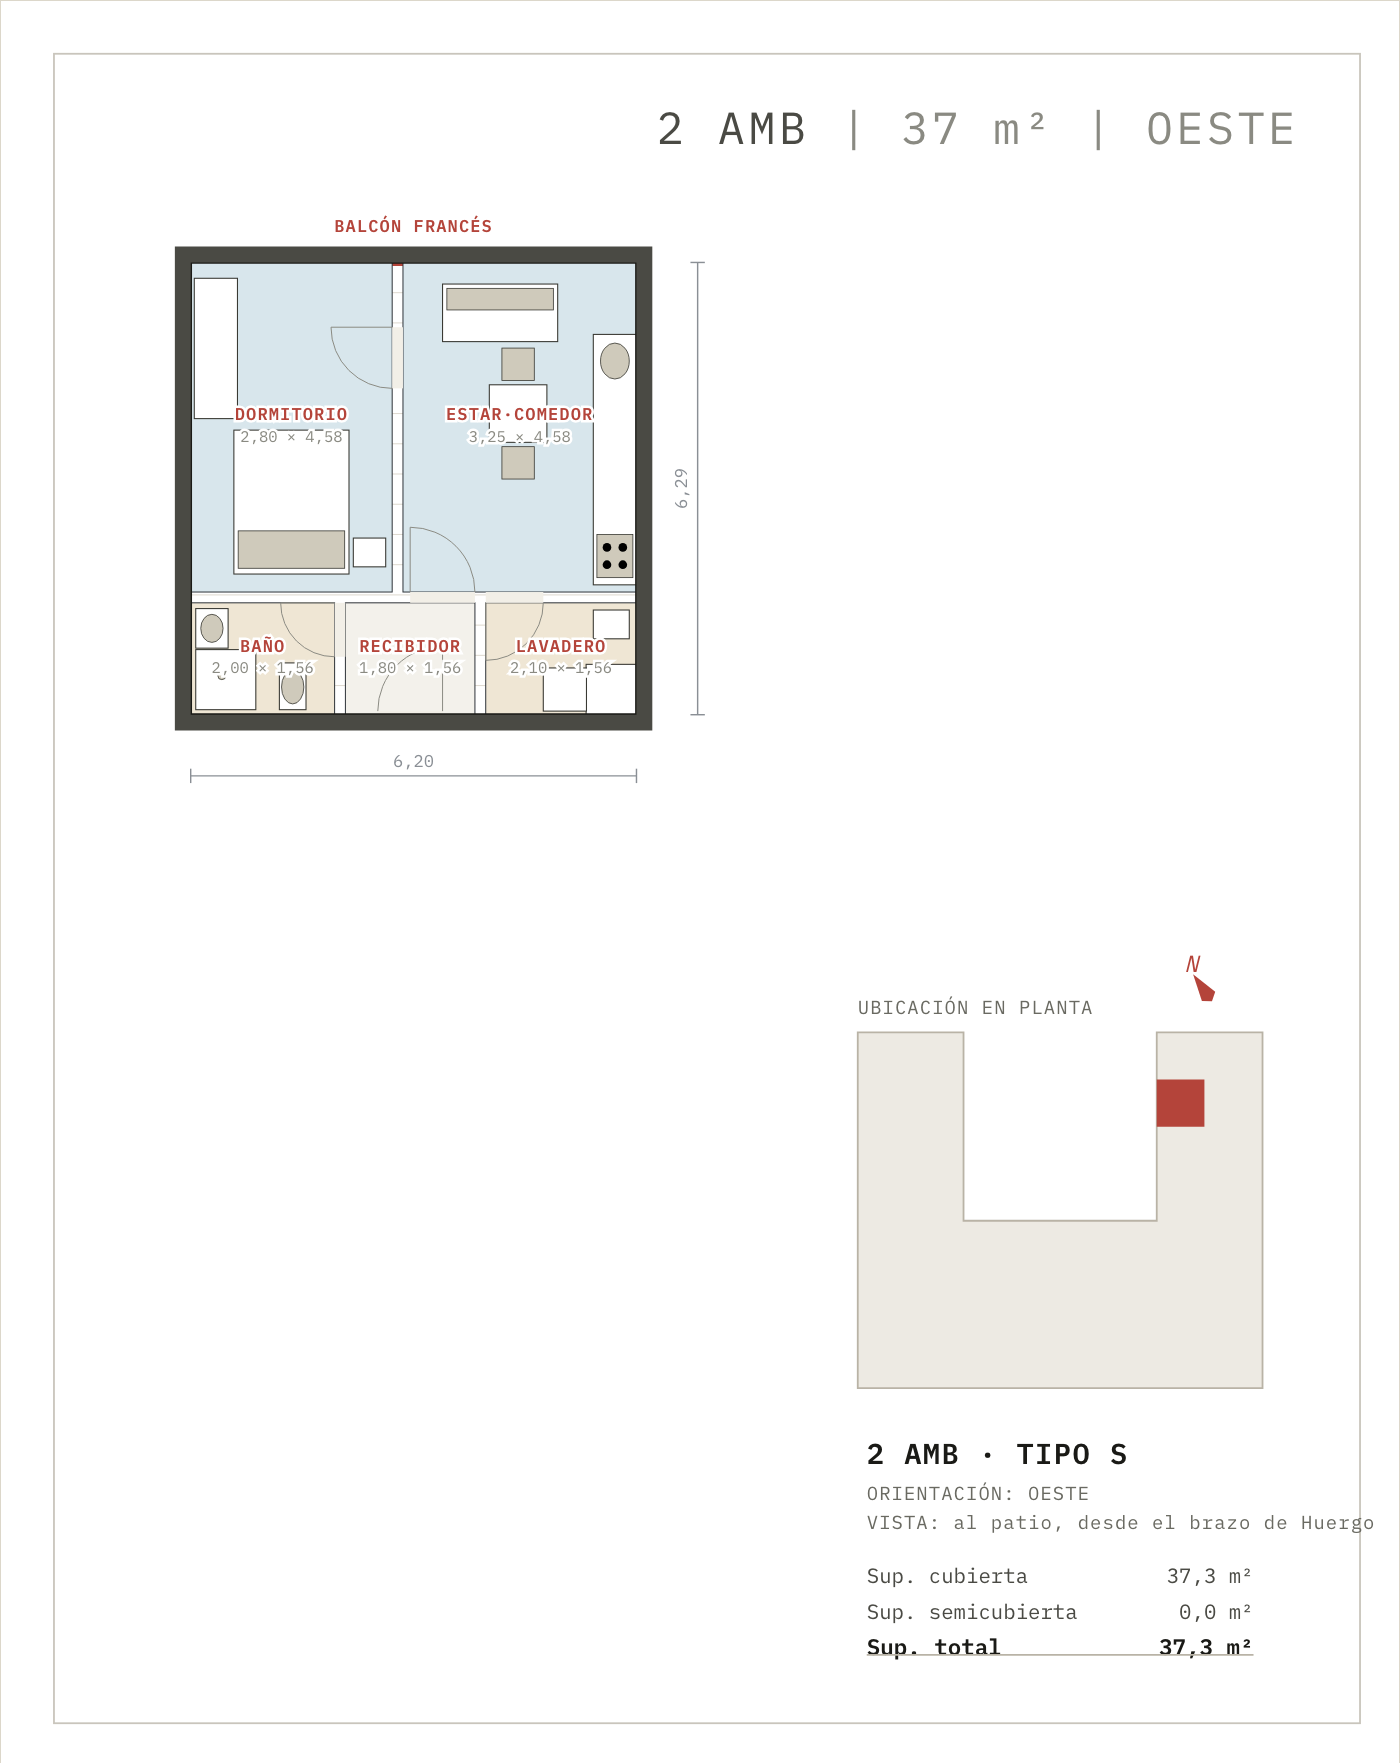 2 AMB | 37 m² | OESTE
BALCÓN FRANCÉS
DORMITORIO
2,80 × 4,58
ESTAR·COMEDOR
3,25 × 4,58
6,29
BAÑO
2,00 × 1,56
RECIBIDOR
1,80 × 1,56
LAVADERO
2,10 × 1,56
6,20
N
UBICACIÓN EN PLANTA
2 AMB · TIPO S
ORIENTACIÓN: OESTE
VISTA: al patio, desde el brazo de Huergo
Sup. cubierta 37,3 m²
Sup. semicubierta 0,0 m²
Sup. total 37,3 m²